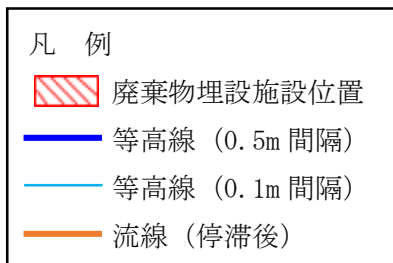 凡 例
廃棄物埋設施設位置
等高線（0.5m 間隔）
等高線（0.1m 間隔）
流線（停滞後）